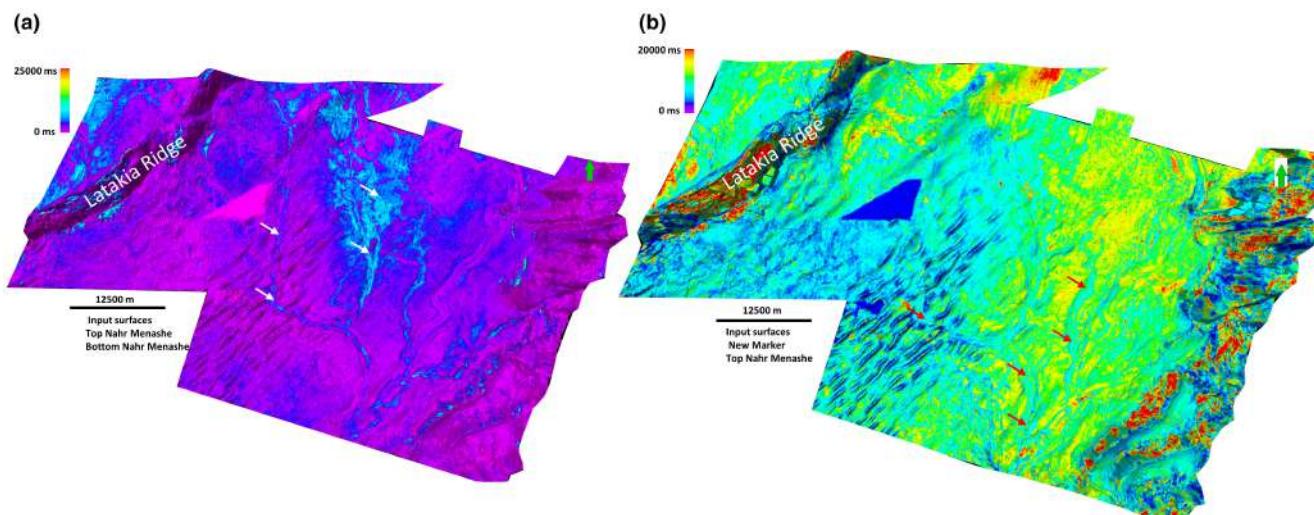 (a)
25000 ms
0 ms
Latakia Ridge
12500 m
Input surfaces
Top Nahr Menashe
Bottom Nahr Menashe
(b)
20000 ms
0 ms
Latakia Ridge
12500 m
Input surfaces
New Marker
Top Nahr Menashe